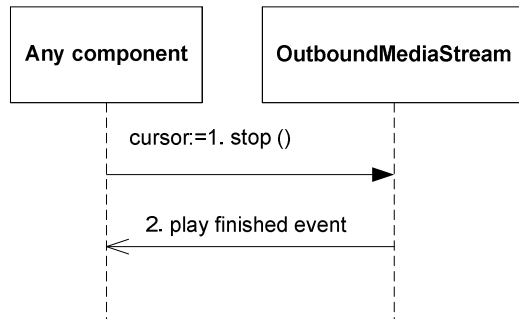 Any component
OutboundMediaStream
cursor:=1. stop ()
2. play finished event